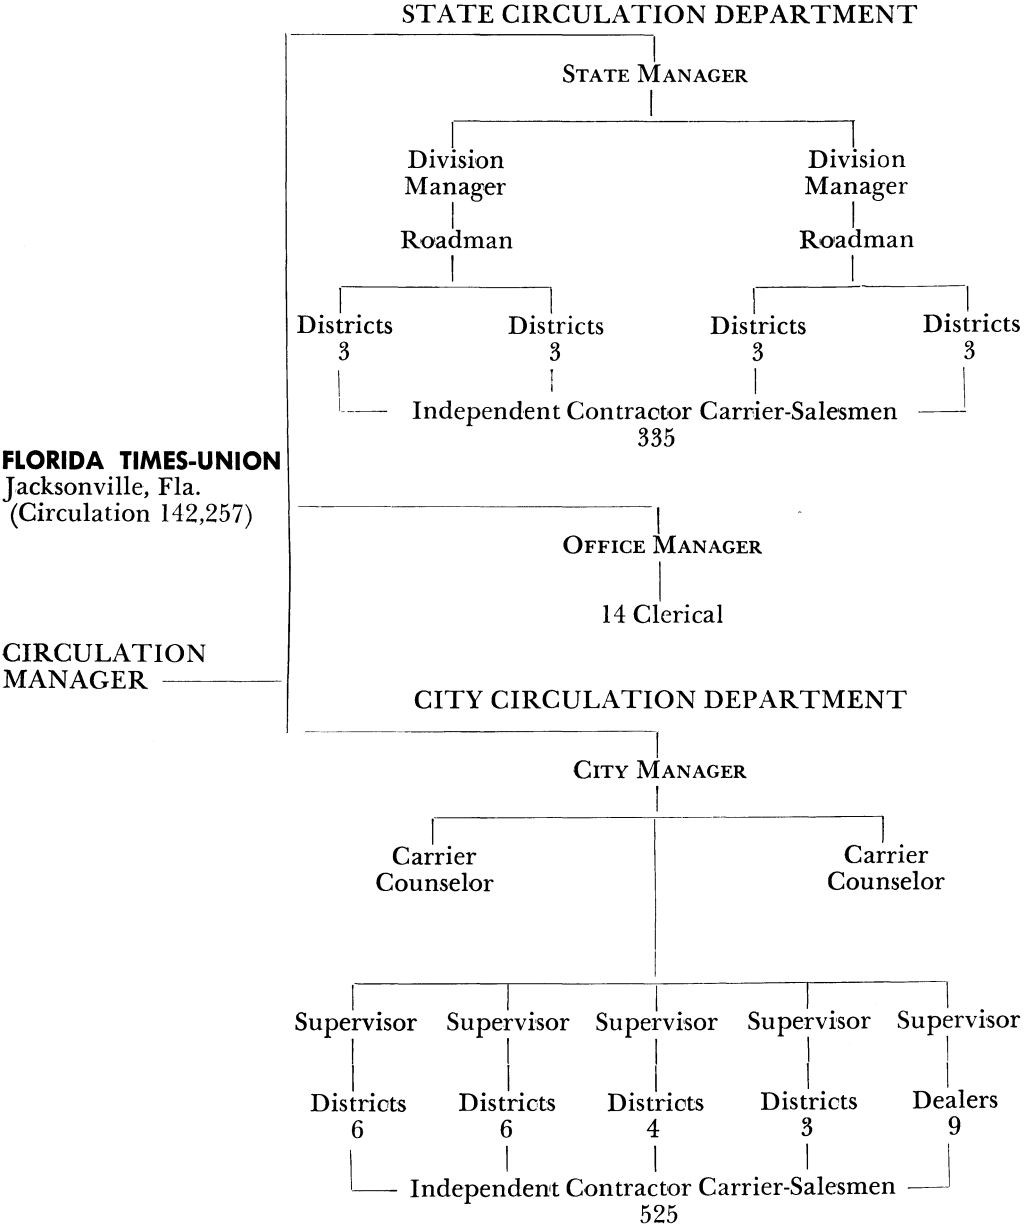 STATE CIRCULATION DEPARTMENT
STATE MANAGER
Division Division
Manager Manager
Roadman Roadman
Districts Districts Districts Districts
3 3 3 3
Independent Contractor Carrier-Salesmen
335
FLORIDA TIMES-UNION
Jacksonville, Fla.
(Circulation 142,257)
OFFICE MANAGER
14 Clerical
CIRCULATION
MANAGER
CITY CIRCULATION DEPARTMENT
CITY MANAGER
Carrier Carrier
Counselor Counselor
Supervisor Supervisor Supervisor Supervisor Supervisor
Districts Districts Districts Districts Dealers
6 6 4 3 9
Independent Contractor Carrier-Salesmen
525